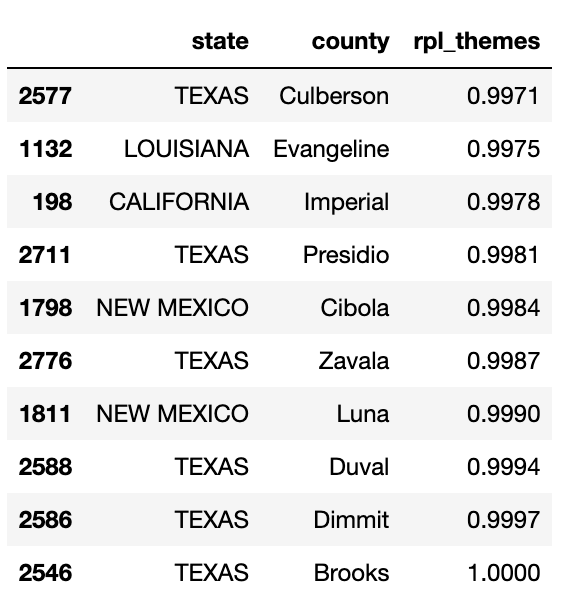 state county rpl_themes
2577 TEXAS Culberson 0.9971
1132 LOUISIANA Evangeline 0.9975
198 CALIFORNIA Imperial 0.9978
2711 TEXAS Presidio 0.9981
1798 NEW MEXICO Cibola 0.9984
2776 TEXAS Zavala 0.9987
1811 NEW MEXICO Luna 0.9990
2588 TEXAS Duval 0.9994
2586 TEXAS Dimmit 0.9997
2546 TEXAS Brooks 1.0000